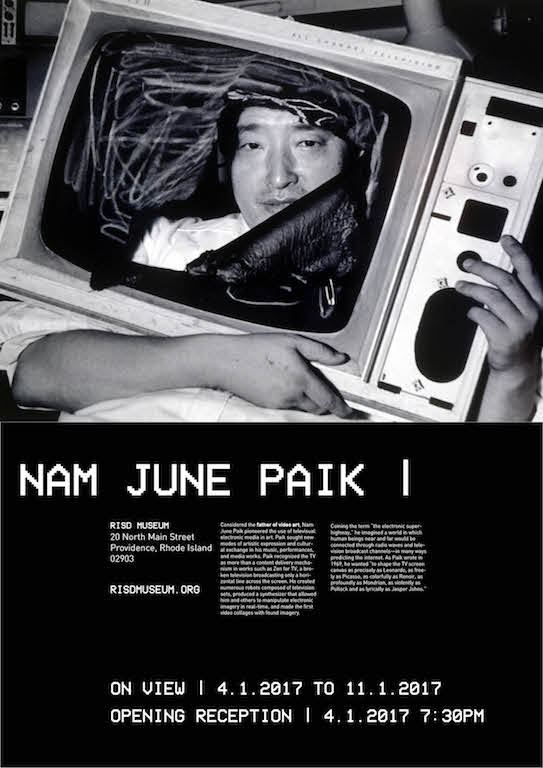 ALL CHANNEL TELEVISION
NAM JUNE PAIK |
RISD MUSEUM
20 North Main Street
Providence, Rhode Island
02903
RISDMUSEUM.ORG
Considered the father of video art, Nam
June Paik pioneered the use of televisual
electronic media in art. Paik sought new
modes of artistic expression and cultur-
al exchange in his music, performances,
and media works. Paik recognized the TV
as more than a content delivery mecha-
nism in works such as Zen for TV, a bro-
ken television broadcasting only a hori-
zontal line across the screen. He created
numerous robots composed of television
sets, produced a synthesizer that allowed
him and others to manipulate electronic
imagery in real-time, and made the first
video collages with found imagery.
Coining the term "the electronic super-
highway," he imagined a world in which
human beings near and far would be
connected through radio waves and tele-
vision broadcast channels—in many ways
predicting the internet. As Paik wrote in
1969, he wanted "to shape the TV screen
canvas as precisely as Leonardo, as free-
ly as Picasso, as colorfully as Renoir, as
profoundly as Mondrian, as violently as
Pollock and as lyrically as Jasper Johns."
ON VIEW | 4.1.2017 TO 11.1.2017
OPENING RECEPTION | 4.1.2017 7:30PM